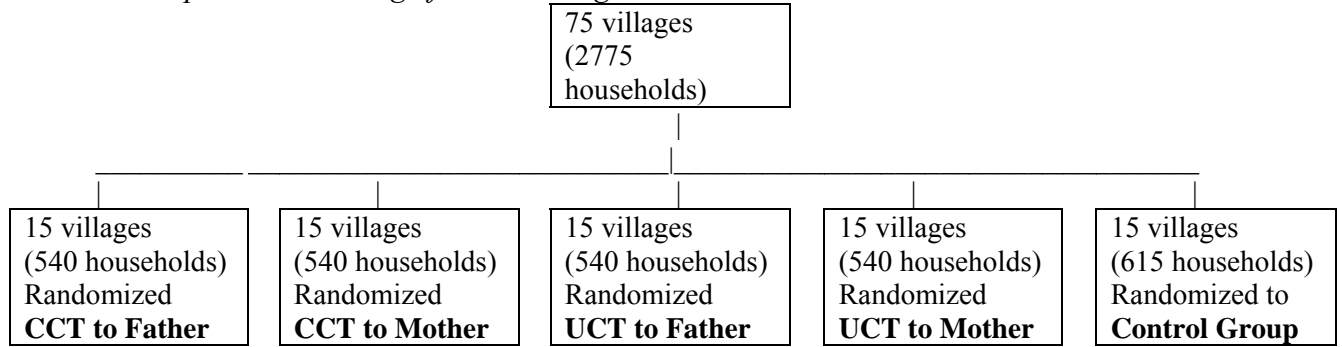 75 villages
(2775
households)
15 villages
(540 households)
Randomized
CCT to Father
15 villages
(540 households)
Randomized
CCT to Mother
15 villages
(540 households)
Randomized
UCT to Father
15 villages
(540 households)
Randomized
UCT to Mother
15 villages
(615 households)
Randomized to
Control Group